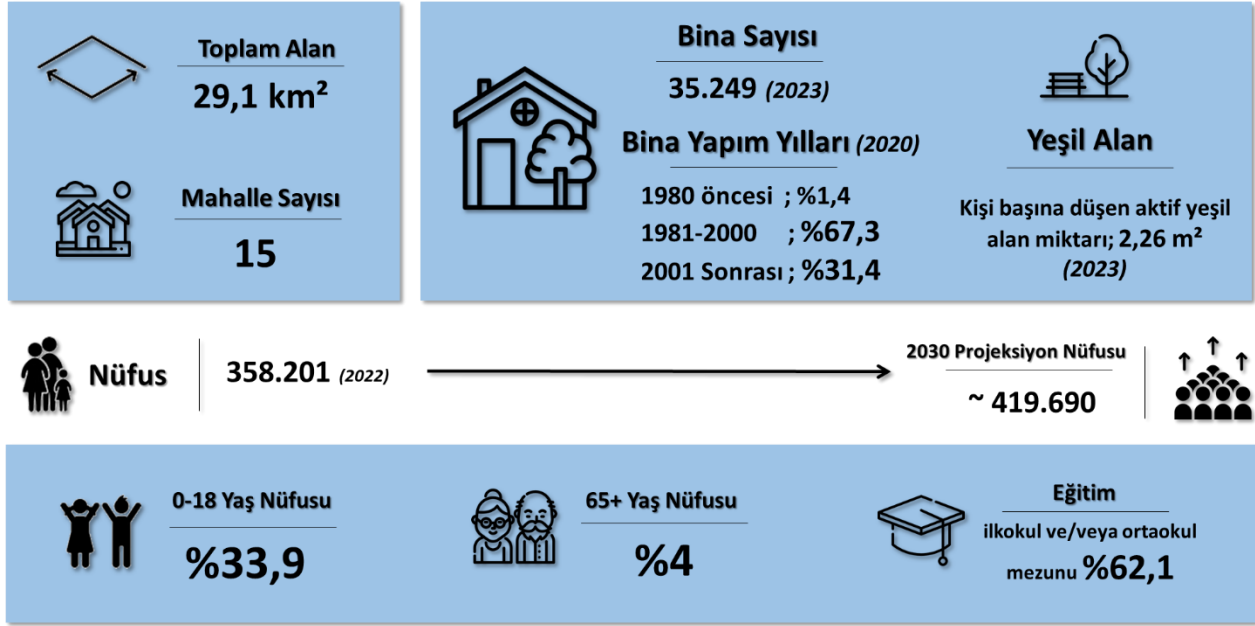 Toplam Alan
29,1 km²
Mahalle Sayısı
15
Bina Sayısı
35.249 (2023)
Bina Yapım Yılları (2020)
1980 öncesi ; %1,4
1981-2000 ; %67,3
2001 Sonrası ; %31,4
Yeşil Alan
Kişi başına düşen aktif yeşil
alan miktarı; 2,26 m²
(2023)
Nüfus
358.201 (2022)
2030 Projeksiyon Nüfusu
~ 419.690
0-18 Yaş Nüfusu
%33,9
65+ Yaş Nüfusu
%4
Eğitim
ilkokul ve/veya ortaokul
mezunu %62,1